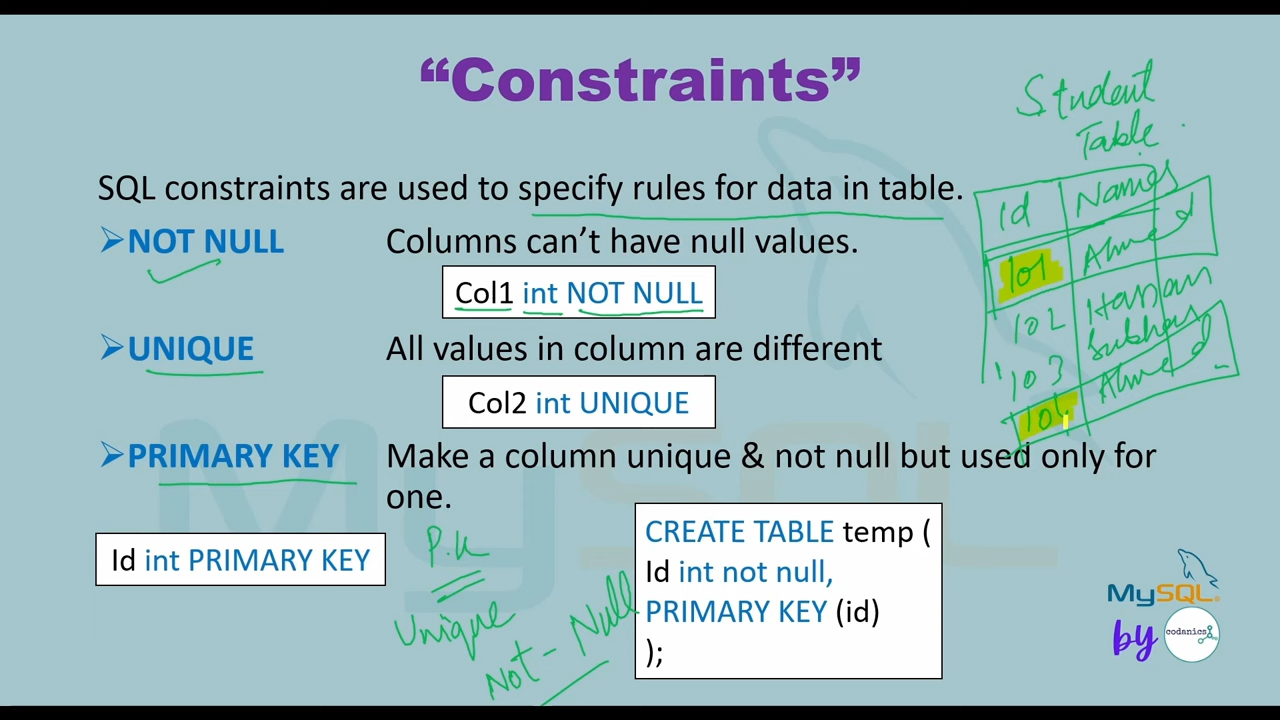 “Constraints”
SQL constraints are used to specify rules for data in table.
➢NOT NULL Columns can’t have null values.
Col1 int NOT NULL
➢UNIQUE All values in column are different
Col2 int UNIQUE
➢PRIMARY KEY Make a column unique & not null but used only for
one.
Id int PRIMARY KEY
CREATE TABLE temp (
Id int not null,
PRIMARY KEY (id)
);
P.K
Unique
Not - Null
Student
Table
Id Names
101 Ahmed
102 Hassan
103 Subhan
104 Ahmed
MySQL
MySQL®
by codanics